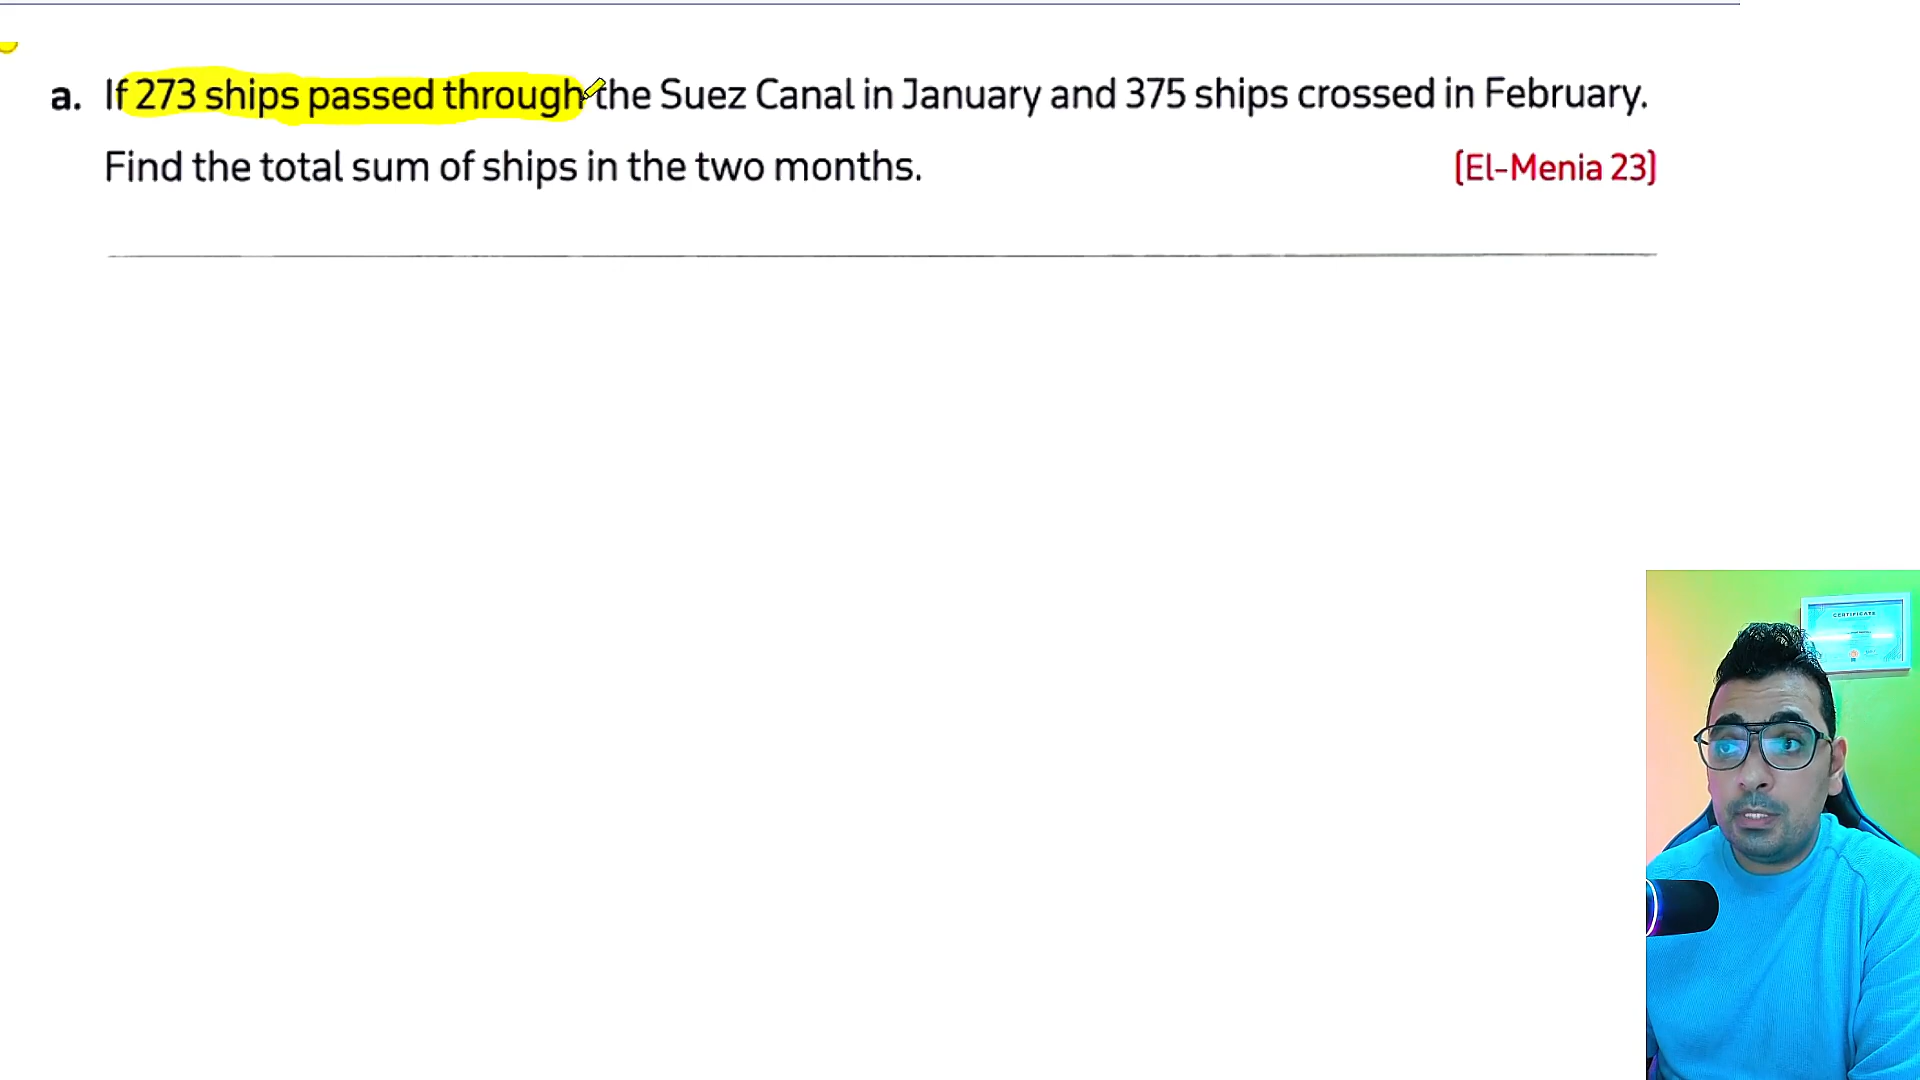 a. If 273 ships passed through the Suez Canal in January and 375 ships crossed in February.
Find the total sum of ships in the two months. [El-Menia 23]
CERTIFICATE